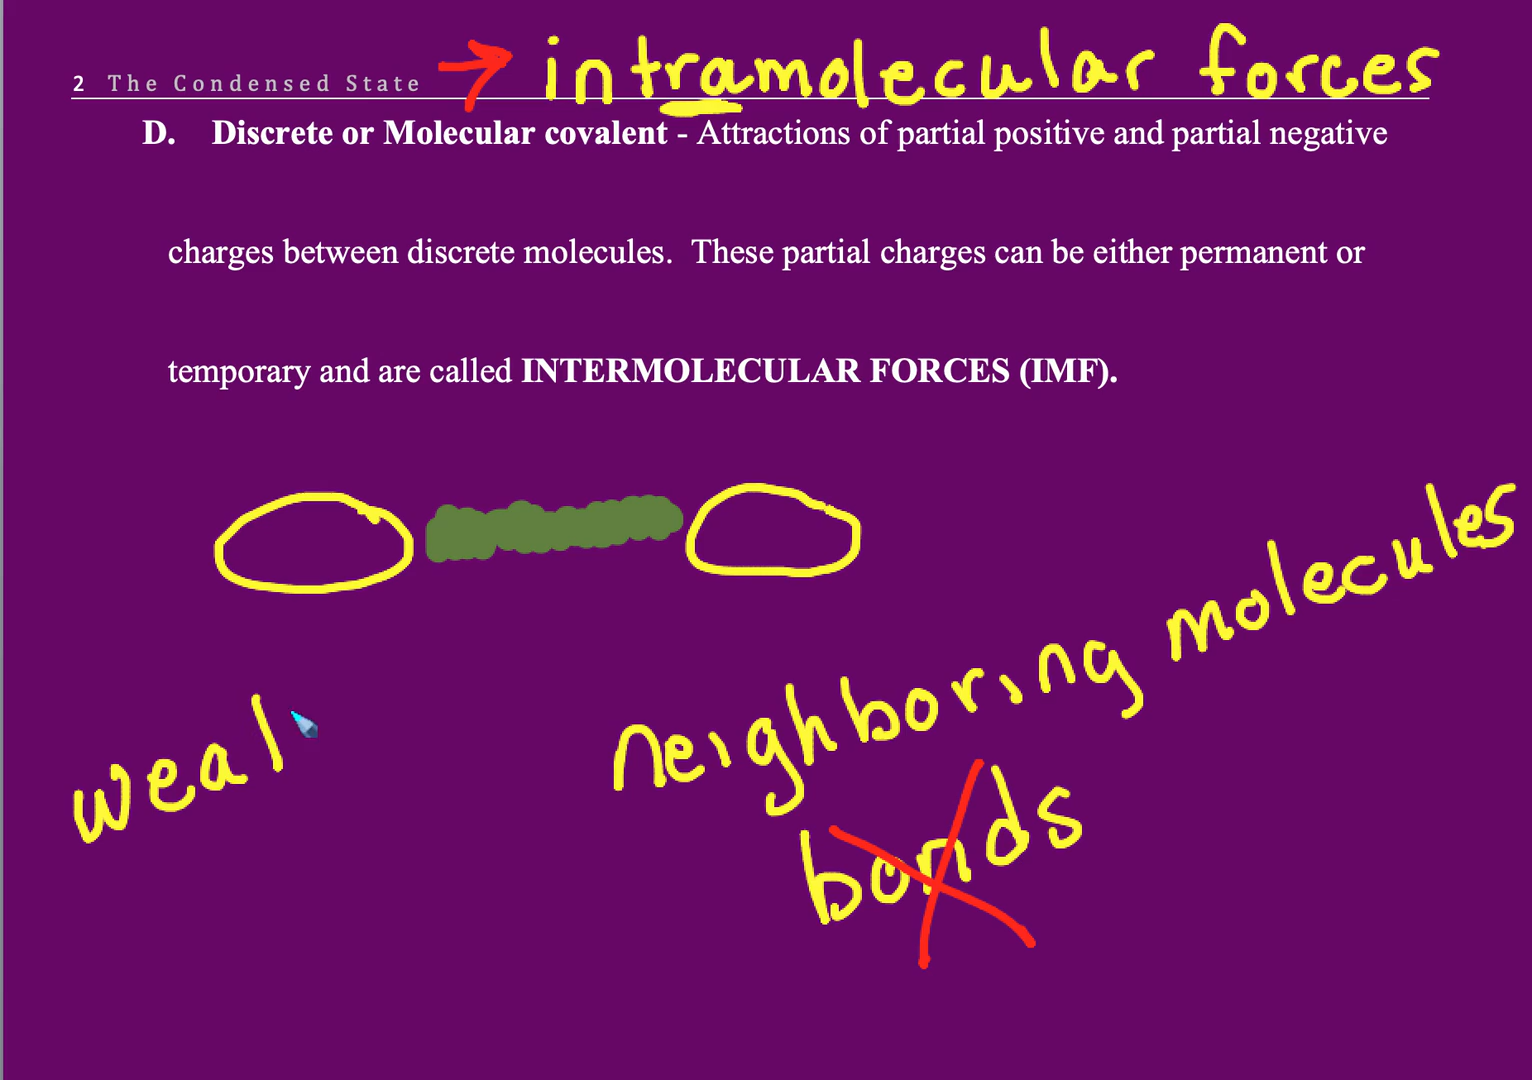 2 The Condensed State → intramolecular forces
D. Discrete or Molecular covalent - Attractions of partial positive and partial negative
charges between discrete molecules. These partial charges can be either permanent or
temporary and are called INTERMOLECULAR FORCES (IMF).
neighboring molecules
bonds